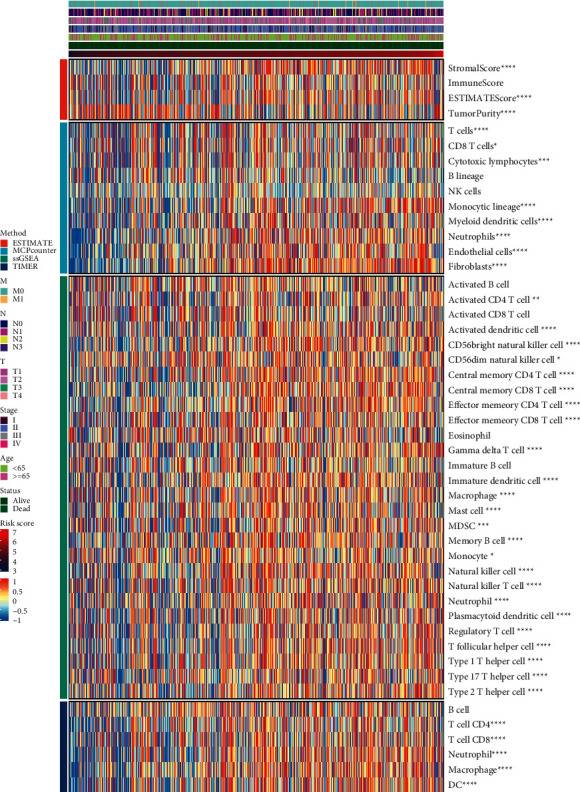 StromalScore****
ImmuneScore
ESTIMATEScore****
TumorPurity****
T cells****
CD8 T cells*
Cytotoxic lymphocytes***
B lineage
NK cells
Monocytic lineage****
Myeloid dendritic cells****
Neutrophils****
Endothelial cells****
Fibroblasts****
Activated B cell
Activated CD4 T cell **
Activated CD8 T cell
Activated dendritic cell ****
CD56bright natural killer cell ****
CD56dim natural killer cell *
Central memory CD4 T cell ****
Central memory CD8 T cell ****
Effector memeory CD4 T cell ****
Effector memeory CD8 T cell ****
Eosinophil
Gamma delta T cell ****
Immature B cell
Immature dendritic cell ****
Macrophage ****
Mast cell ****
MDSC ***
Memory B cell ****
Monocyte *
Natural killer cell ****
Natural killer T cell ****
Neutrophil ****
Plasmacytoid dendritic cell ****
Regulatory T cell ****
T follicular helper cell ****
Type 1 T helper cell ****
Type 17 T helper cell ****
Type 2 T helper cell ****
B cell
T cell CD4****
T cell CD8****
Neutrophil****
Macrophage****
DC****
Method
ESTIMATE
MCPcounter
ssGSEA
TIMER
M
M0
M1
N
N0
N1
N2
N3
T
T1
T2
T3
T4
Stage
I
II
III
IV
Age
<65
>=65
Status
Alive
Dead
Risk score
7
6
5
4
3
1
0.5
0
−0.5
−1